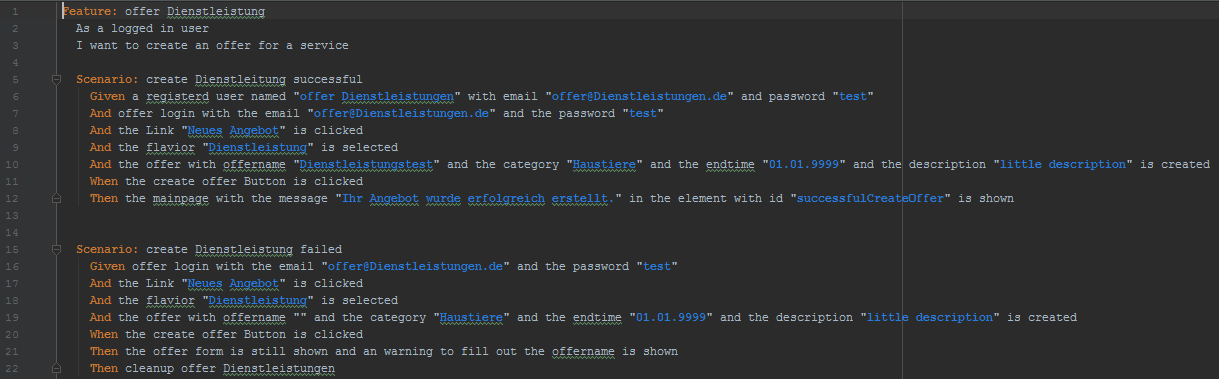 1 Feature: offer Dienstleistung
2 As a logged in user
3 I want to create an offer for a service
4
5 Scenario: create Dienstleitung successful
6 Given a registerd user named "offer Dienstleistungen" with email "offer@Dienstleistungen.de" and password "test"
7 And offer login with the email "offer@Dienstleistungen.de" and the password "test"
8 And the Link "Neues Angebot" is clicked
9 And the flavior "Dienstleistung" is selected
10 And the offer with offername "Dienstleistungstest" and the category "Haustiere" and the endtime "01.01.9999" and the description "little description" is created
11 When the create offer Button is clicked
12 Then the mainpage with the message "Ihr Angebot wurde erfolgreich erstellt." in the element with id "successfulCreateOffer" is shown
13
14
15 Scenario: create Dienstleistung failed
16 Given offer login with the email "offer@Dienstleistungen.de" and the password "test"
17 And the Link "Neues Angebot" is clicked
18 And the flavior "Dienstleistung" is selected
19 And the offer with offername "" and the category "Haustiere" and the endtime "01.01.9999" and the description "little description" is created
20 When the create offer Button is clicked
21 Then the offer form is still shown and an warning to fill out the offername is shown
22 Then cleanup offer Dienstleistungen